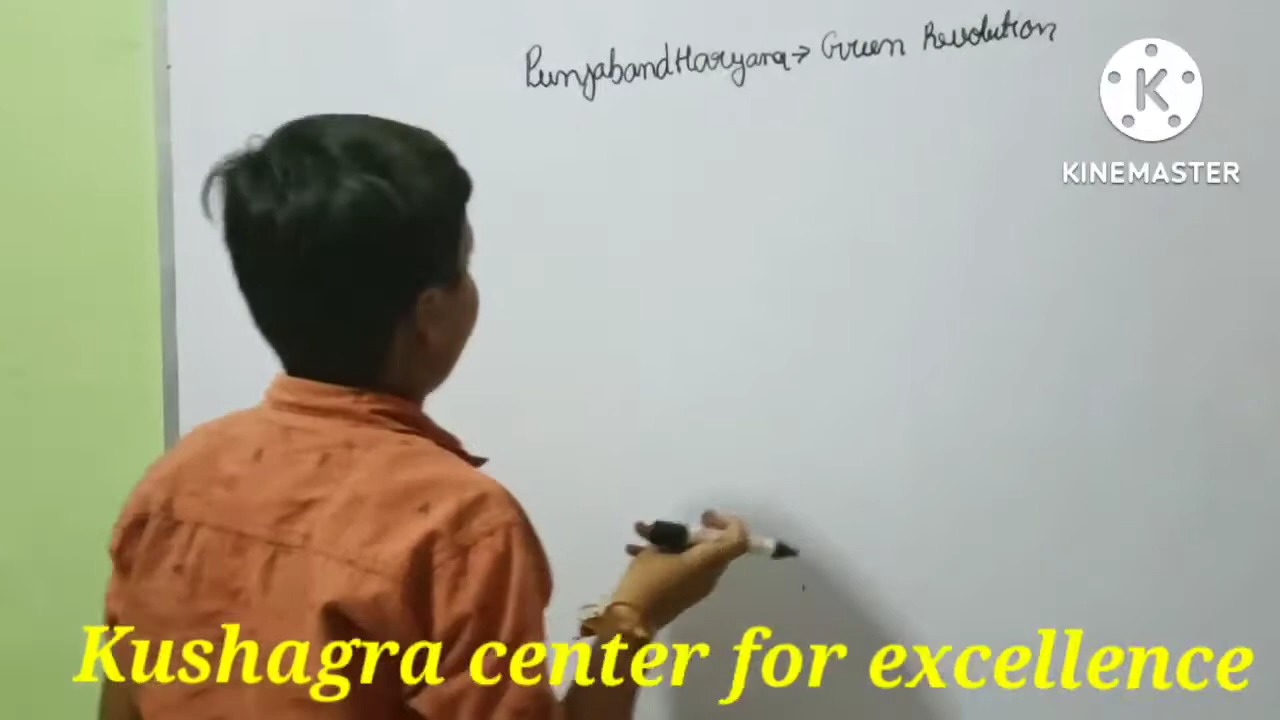 Punjab and Haryana → Green Revolution
K
KINEMASTER
Kushagra center for excellence